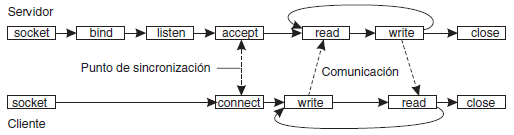 Servidor
socket bind listen accept read write close
Punto de sincronización Comunicación
socket connect write read close
Cliente